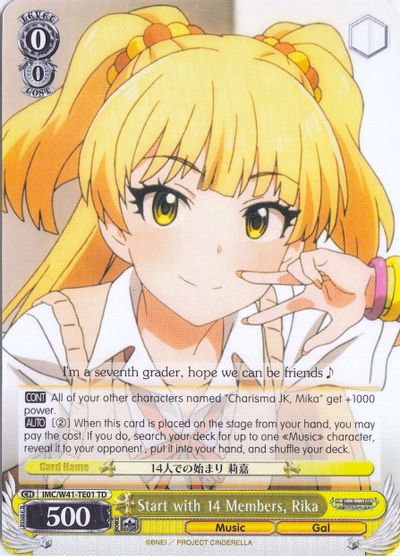 LEVEL
0
0
COST
I'm a seventh grader, hope we can be friends♪
CONT All of your other characters named "Charisma JK, Mika" get +1000
power.
AUTO [②] When this card is placed on the stage from your hand, you may
pay the cost. If you do, search your deck for up to one «Music» character,
reveal it to your opponent, put it into your hand, and shuffle your deck.
Card Name
14人での始まり 莉嘉
CH IMC/W41-TE01 TD
Start with 14 Members, Rika
500
Music
Gal
©BNEI / PROJECT CINDERELLA